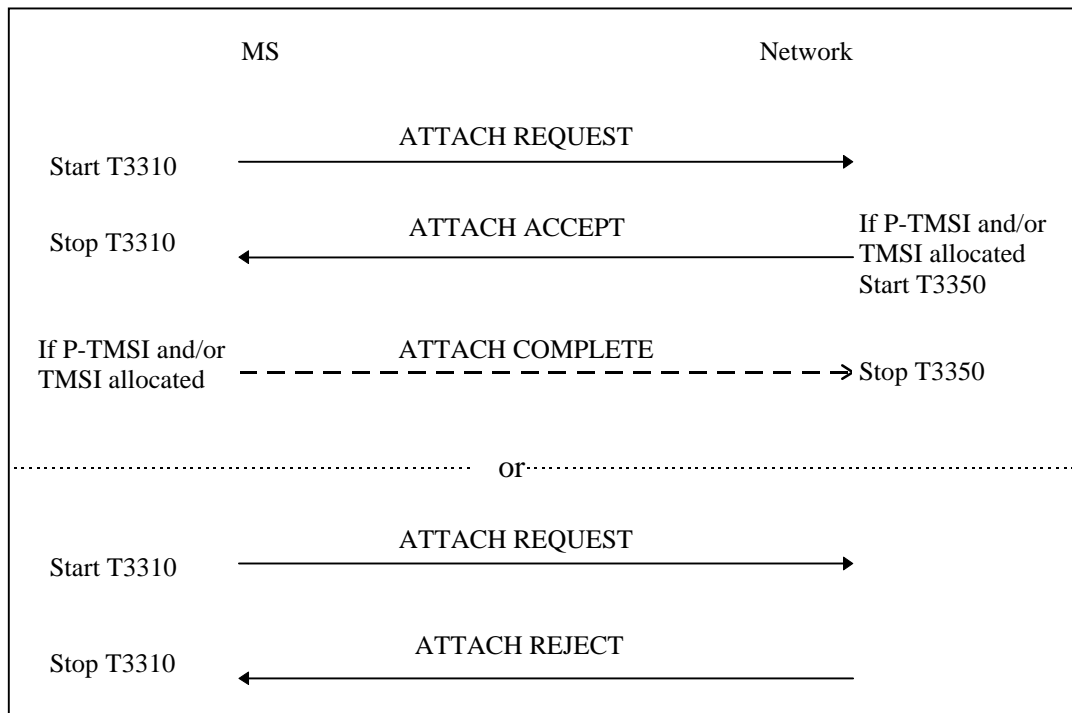 MS Network
ATTACH REQUEST
Start T3310
ATTACH ACCEPT
Stop T3310
If P-TMSI and/or
TMSI allocated
Start T3350
If P-TMSI and/or
TMSI allocated
ATTACH COMPLETE
Stop T3350
or
ATTACH REQUEST
Start T3310
ATTACH REJECT
Stop T3310